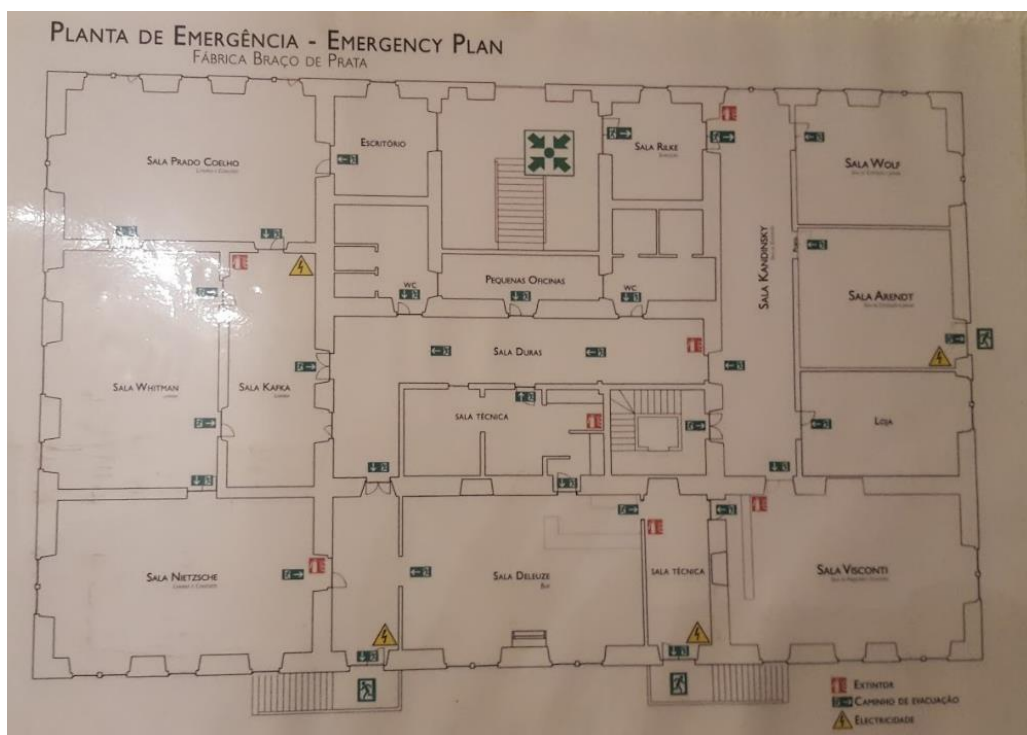 PLANTA DE EMERGÊNCIA - EMERGENCY PLAN
FÁBRICA BRAÇO DE PRATA
SALA PRADO COELHO
ESCRITÓRIO
SALA RILKE
SALA WOLF
SALA KANDINSKY
SALA ARENDT
PEQUENAS OFICINAS
WC
WC
SALA DURAS
SALA WHITMAN
SALA KAFKA
SALA TÉCNICA
LOJA
SALA NIETZSCHE
SALA DELEUZE
BAR
SALA TÉCNICA
SALA VISCONTI
EXTINTOR
CAMINHO DE EVACUAÇÃO
ELECTRICIDADE